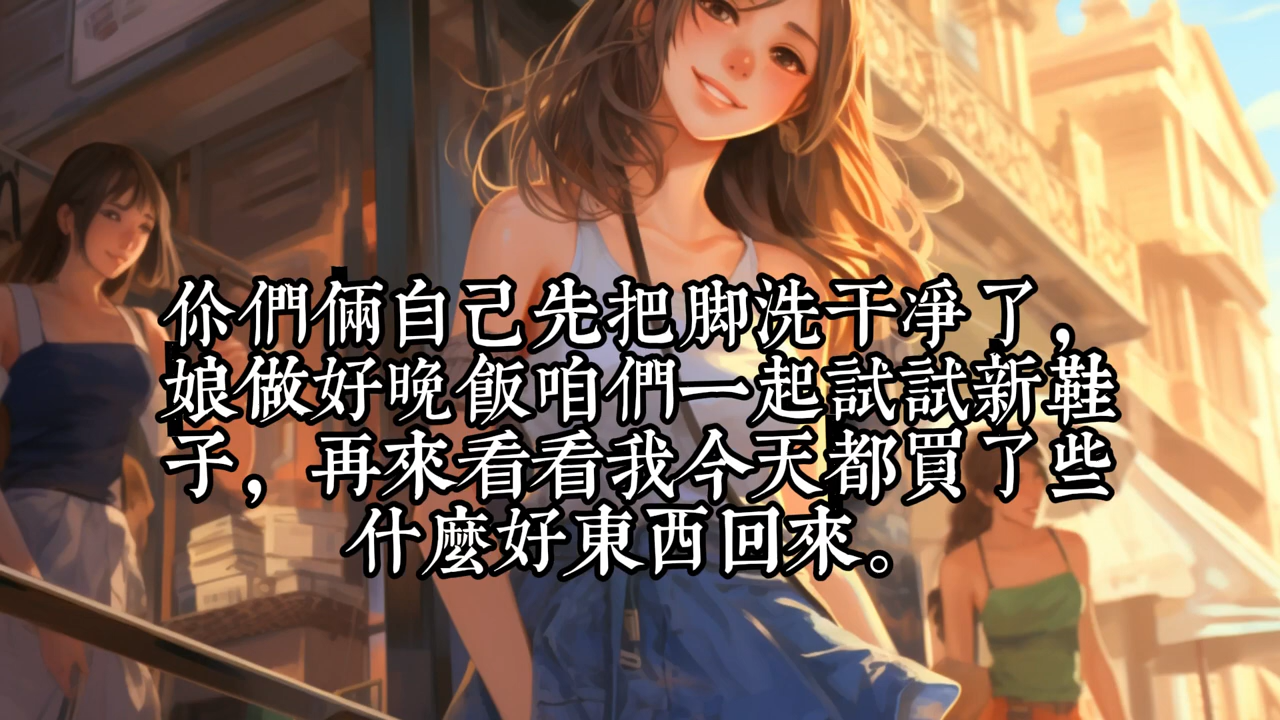 你們倆自己先把脚洗干凈了，
娘做好晚飯咱們一起試試新鞋
子，再來看看我今天都買了些
什麼好東西回來。